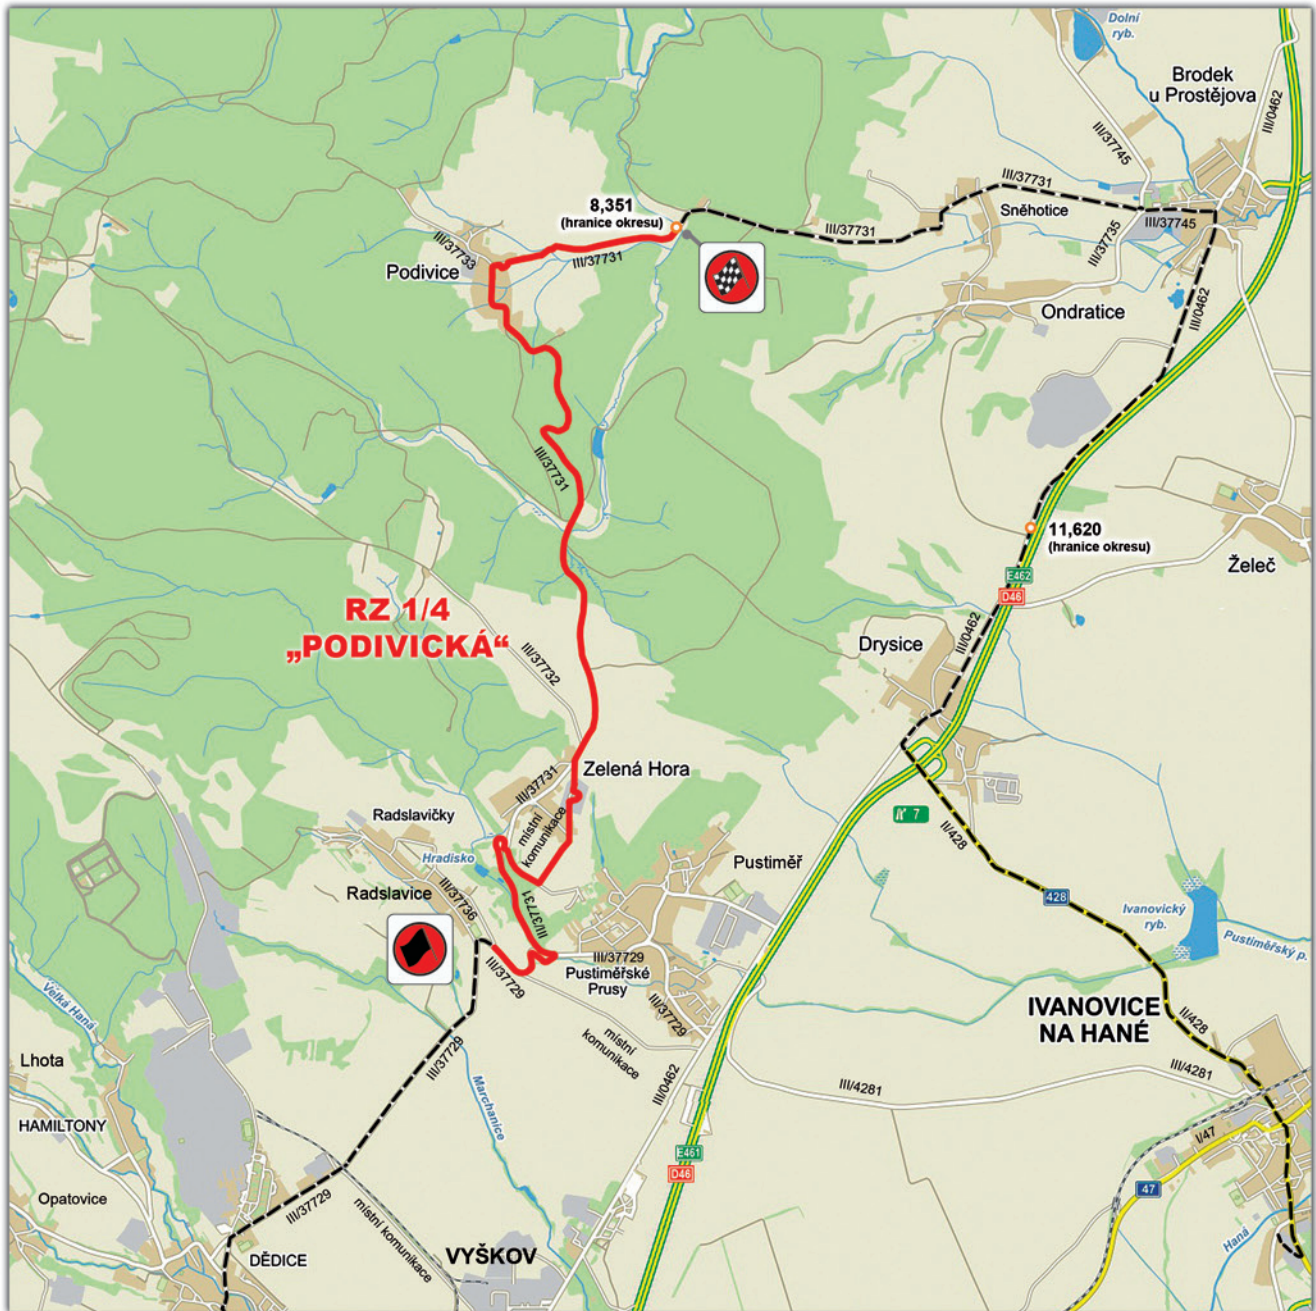 Dolní
ryb.
Brodek
u Prostějova
III/0462
III/37745
III/37731
Sněhotice
III/37745
III/37735
III/37731
8,351
(hranice okresu)
III/37733
Podivice
III/37731
III/0462
Ondratice
III/37731
11,620
(hranice okresu)
Želeč
E462
D46
RZ 1/4
„PODIVICKÁ“
III/0462
Drysice
III/37732
Zelená Hora
III/37731
7
Radslavičky
místní
komunikace
II/428
Hradisko
Pustiměř
Radslavice
III/37736
III/37731
428
Ivanovický
ryb.
Pustiměřský p.
III/37729
III/37729
Pustiměřské
Prusy
III/37729
Velká Haná
IVANOVICE
NA HANÉ
II/428
místní
komunikace
Lhota
III/37729
III/0462
III/4281
III/4281
Marchanice
HAMILTONY
I/47
E461
D46
47
Opatovice
III/37729
místní komunikace
Haná
DĚDICE
VYŠKOV